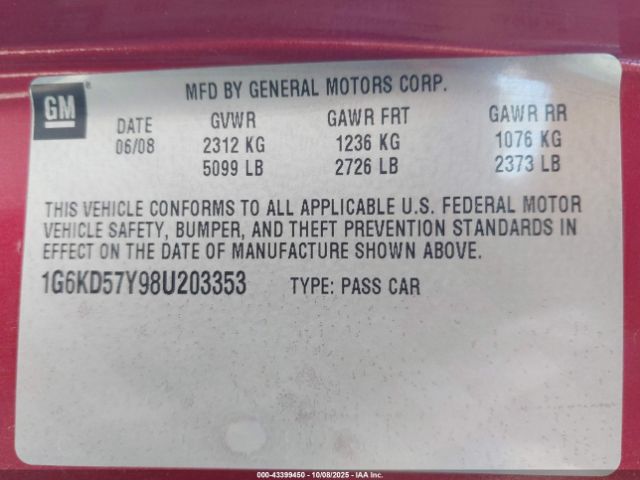 GM
MFD BY GENERAL MOTORS CORP.
DATE GVWR GAWR FRT GAWR RR
06/08 2312 KG 1236 KG 1076 KG
5099 LB 2726 LB 2373 LB
THIS VEHICLE CONFORMS TO ALL APPLICABLE U.S. FEDERAL MOTOR
VEHICLE SAFETY, BUMPER, AND THEFT PREVENTION STANDARDS IN
EFFECT ON THE DATE OF MANUFACTURE SHOWN ABOVE.
1G6KD57Y98U203353 TYPE: PASS CAR
000-43399450 | 10/08/2025 | IAA Inc.